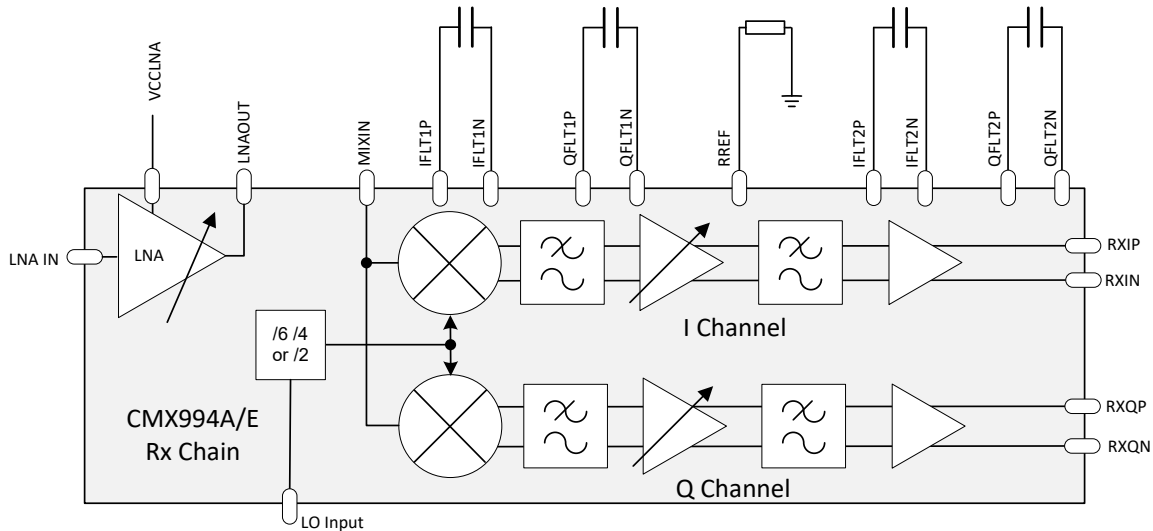 VCCLNA
LNAOUT
MIXIN
IFLT1P
IFLT1N
QFLT1P
QFLT1N
RREF
IFLT2P
IFLT2N
QFLT2P
QFLT2N
LNA IN
LNA
RXIP
RXIN
I Channel
/6 /4
or /2
CMX994A/E
Rx Chain
RXQP
RXQN
Q Channel
LO Input